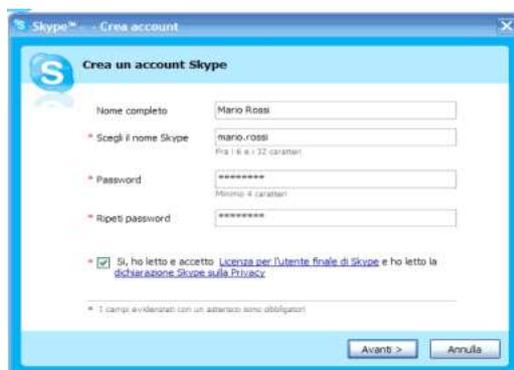 Skype™ - - Crea account
Crea un account Skype
Nome completo
Mario Rossi
* Scegli il nome Skype
mario.rossi
Fra i 6 e i 32 caratteri
* Password
********
Minimo 4 caratteri
* Ripeti password
********
* Si, ho letto e accetto Licenza per l'utente finale di Skype e ho letto la
dichiarazione Skype sulla Privacy
* I campi evidenziati con un asterisco sono obbligatori
Avanti >
Annulla